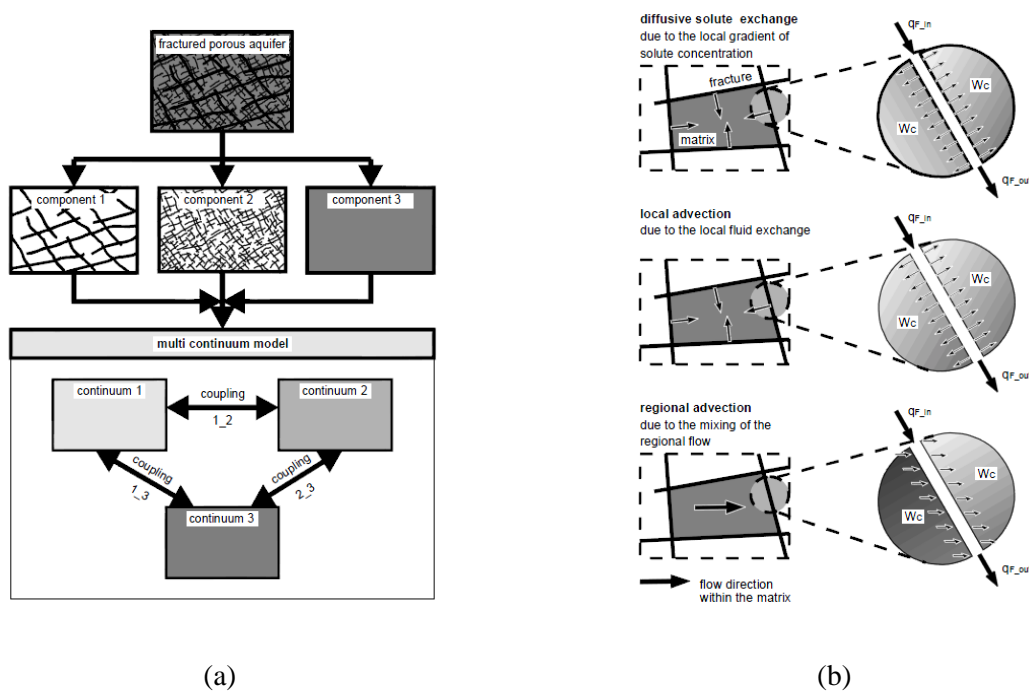 fractured porous aquifer
component 1
component 2
component 3
multi continuum model
continuum 1
coupling
1_2
continuum 2
coupling
1_3
coupling
2_3
continuum 3
(a)
diffusive solute exchange
due to the local gradient of
solute concentration
fracture
matrix
qF_in
Wc
Wc
qF_ou
local advection
due to the local fluid exchange
qF_in
Wc
Wc
qF_ou
regional advection
due to the mixing of the
regional flow
qF_in
Wc
Wc
qF_ou
flow direction
within the matrix
(b)